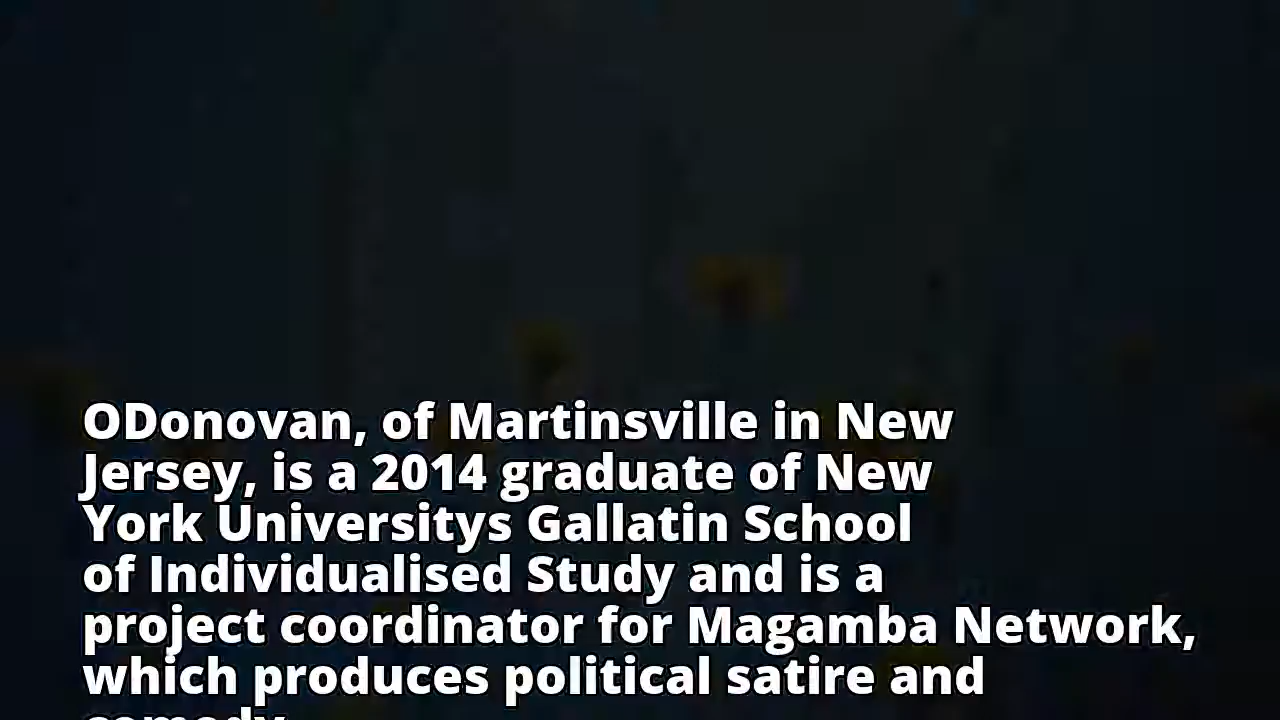 ODonovan, of Martinsville in New
Jersey, is a 2014 graduate of New
York Universitys Gallatin School
of Individualised Study and is a
project coordinator for Magamba Network,
which produces political satire and
comedy